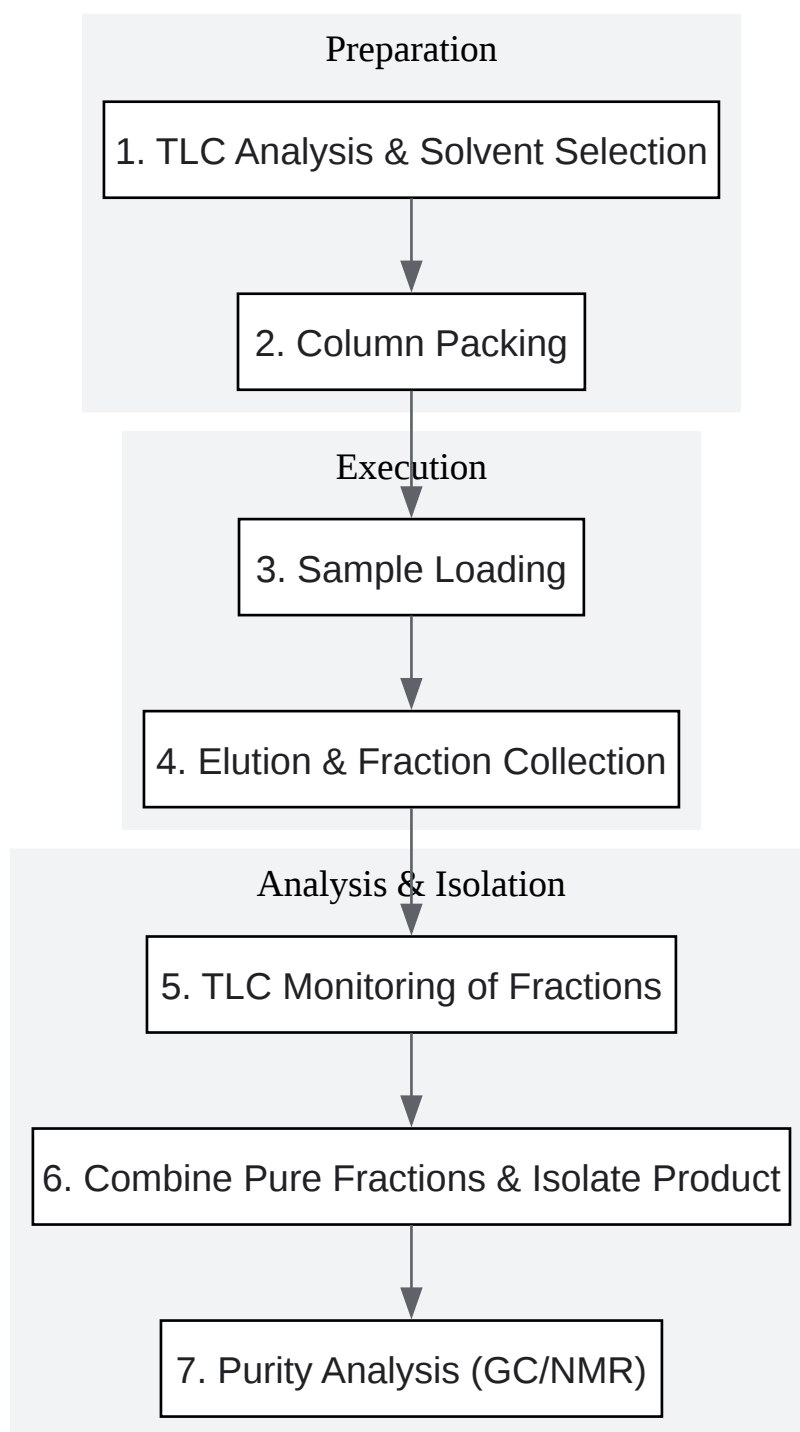 Preparation
1. TLC Analysis & Solvent Selection
2. Column Packing
Execution
3. Sample Loading
4. Elution & Fraction Collection
Analysis & Isolation
5. TLC Monitoring of Fractions
6. Combine Pure Fractions & Isolate Product
7. Purity Analysis (GC/NMR)